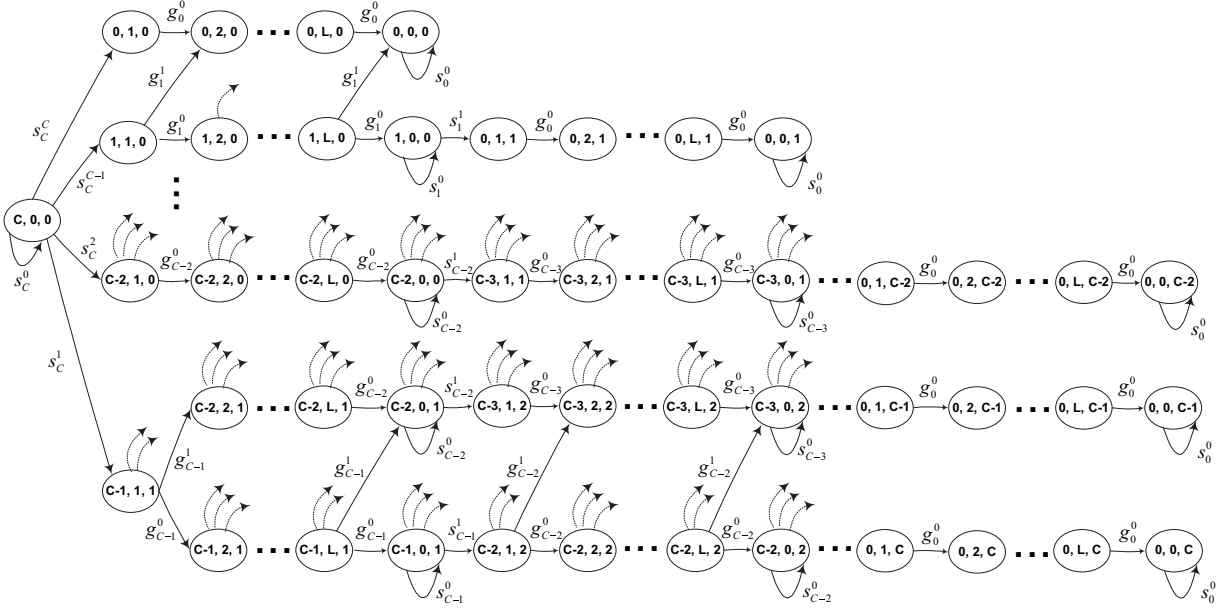 g_0^0 g_0^0
0, 1, 0 0, 2, 0 0, L, 0 0, 0, 0
g_1^1 g_1^1 s_0^0
s_C^C g_1^0 g_1^0 s_1^1 g_0^0 g_0^0
1, 1, 0 1, 2, 0 1, L, 0 1, 0, 0 0, 1, 1 0, 2, 1 0, L, 1 0, 0, 1
s_C^{C-1} s_1^0 s_0^0
C, 0, 0
s_C^0 s_C^2 g_{C-2}^0 g_{C-2}^0 s_{C-2}^1 g_{C-3}^0 g_{C-3}^0 g_0^0 g_0^0
C-2, 1, 0 C-2, 2, 0 C-2, L, 0 C-2, 0, 0 C-3, 1, 1 C-3, 2, 1 C-3, L, 1 C-3, 0, 1 0, 1, C-2 0, 2, C-2 0, L, C-2 0, 0, C-2
s_{C-2}^0 s_{C-3}^0 s_0^0
s_C^1 g_{C-2}^0 s_{C-2}^1 g_{C-3}^0 g_{C-3}^0 g_0^0 g_0^0
C-2, 2, 1 C-2, L, 1 C-2, 0, 1 C-3, 1, 2 C-3, 2, 2 C-3, L, 2 C-3, 0, 2 0, 1, C-1 0, 2, C-1 0, L, C-1 0, 0, C-1
g_{C-1}^1 g_{C-1}^1 s_{C-2}^0 g_{C-2}^1 g_{C-2}^1 s_{C-3}^0 s_0^0
C-1, 1, 1
g_{C-1}^0 g_{C-1}^0 s_{C-1}^1 g_{C-2}^0 g_{C-2}^0 g_0^0 g_0^0
C-1, 2, 1 C-1, L, 1 C-1, 0, 1 C-2, 1, 2 C-2, 2, 2 C-2, L, 2 C-2, 0, 2 0, 1, C 0, 2, C 0, L, C 0, 0, C
s_{C-1}^0 s_{C-2}^0 s_0^0